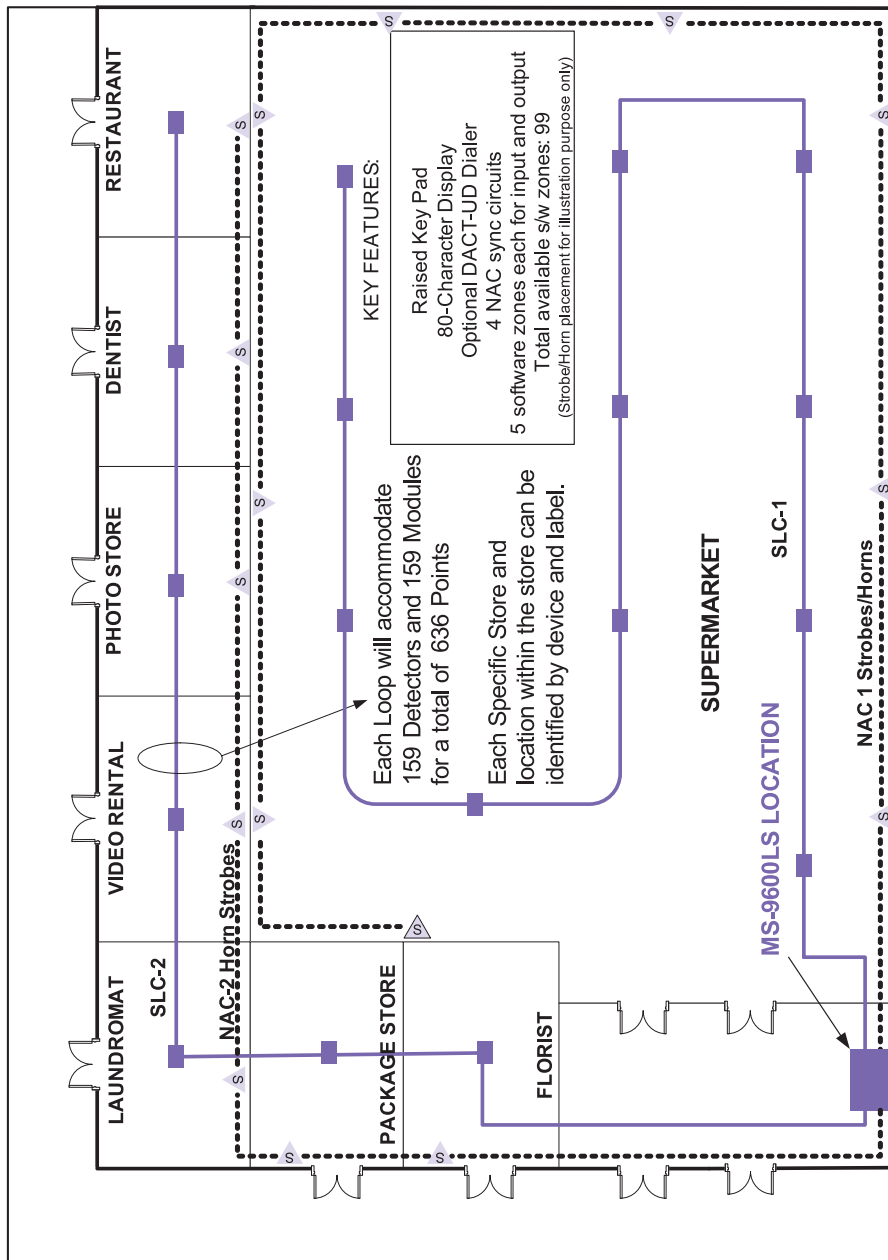 LAUNDROMAT
VIDEO RENTAL
PHOTO STORE
DENTIST
RESTAURANT
SLC-2
NAC-2 Horn Strobes
S
S
S
S
S
S
S
S
S
S
KEY FEATURES:
Raised Key Pad
80-Character Display
Optional DACT-UD Dialer
4 NAC sync circuits
5 software zones each for input and output
Total available s/w zones: 99
(Strobe/Horn placement for illustration purpose only)
Each Loop will accommodate
159 Detectors and 159 Modules
for a total of 636 Points
Each Specific Store and
location within the store can be
identified by device and label.
S
S
S
PACKAGE STORE
S
FLORIST
SUPERMARKET
SLC-1
MS-9600LS LOCATION
NAC 1 Strobes/Horns
S
S
S